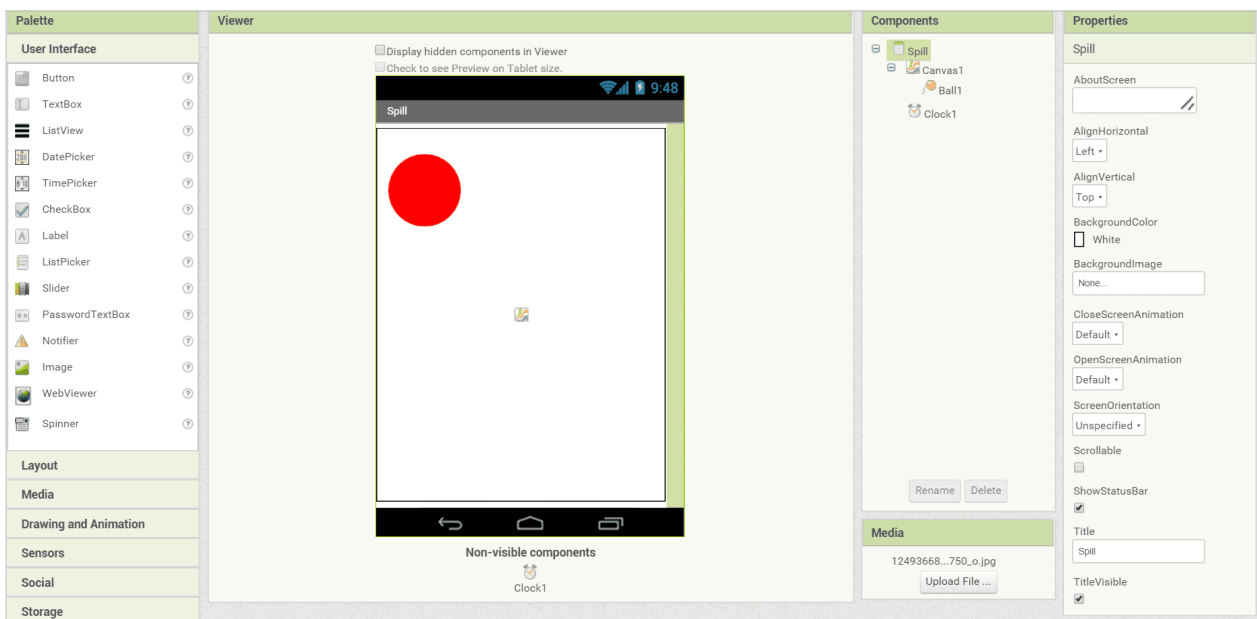 Palette
User Interface
Button
TextBox
ListView
DatePicker
TimePicker
CheckBox
Label
ListPicker
Slider
PasswordTextBox
Notifier
Image
WebViewer
Spinner
Layout
Media
Drawing and Animation
Sensors
Social
Storage
Viewer
Display hidden components in Viewer
Check to see Preview on Tablet size.
9:48
Spill
Non-visible components
Clock1
Components
Spill
Canvas1
Ball1
Clock1
Rename Delete
Media
12493668...750_o.jpg
Upload File ...
Properties
Spill
AboutScreen
AlignHorizontal
Left
AlignVertical
Top
BackgroundColor
White
BackgroundImage
None...
CloseScreenAnimation
Default
OpenScreenAnimation
Default
ScreenOrientation
Unspecified
Scrollable
ShowStatusBar
Title
Spill
TitleVisible